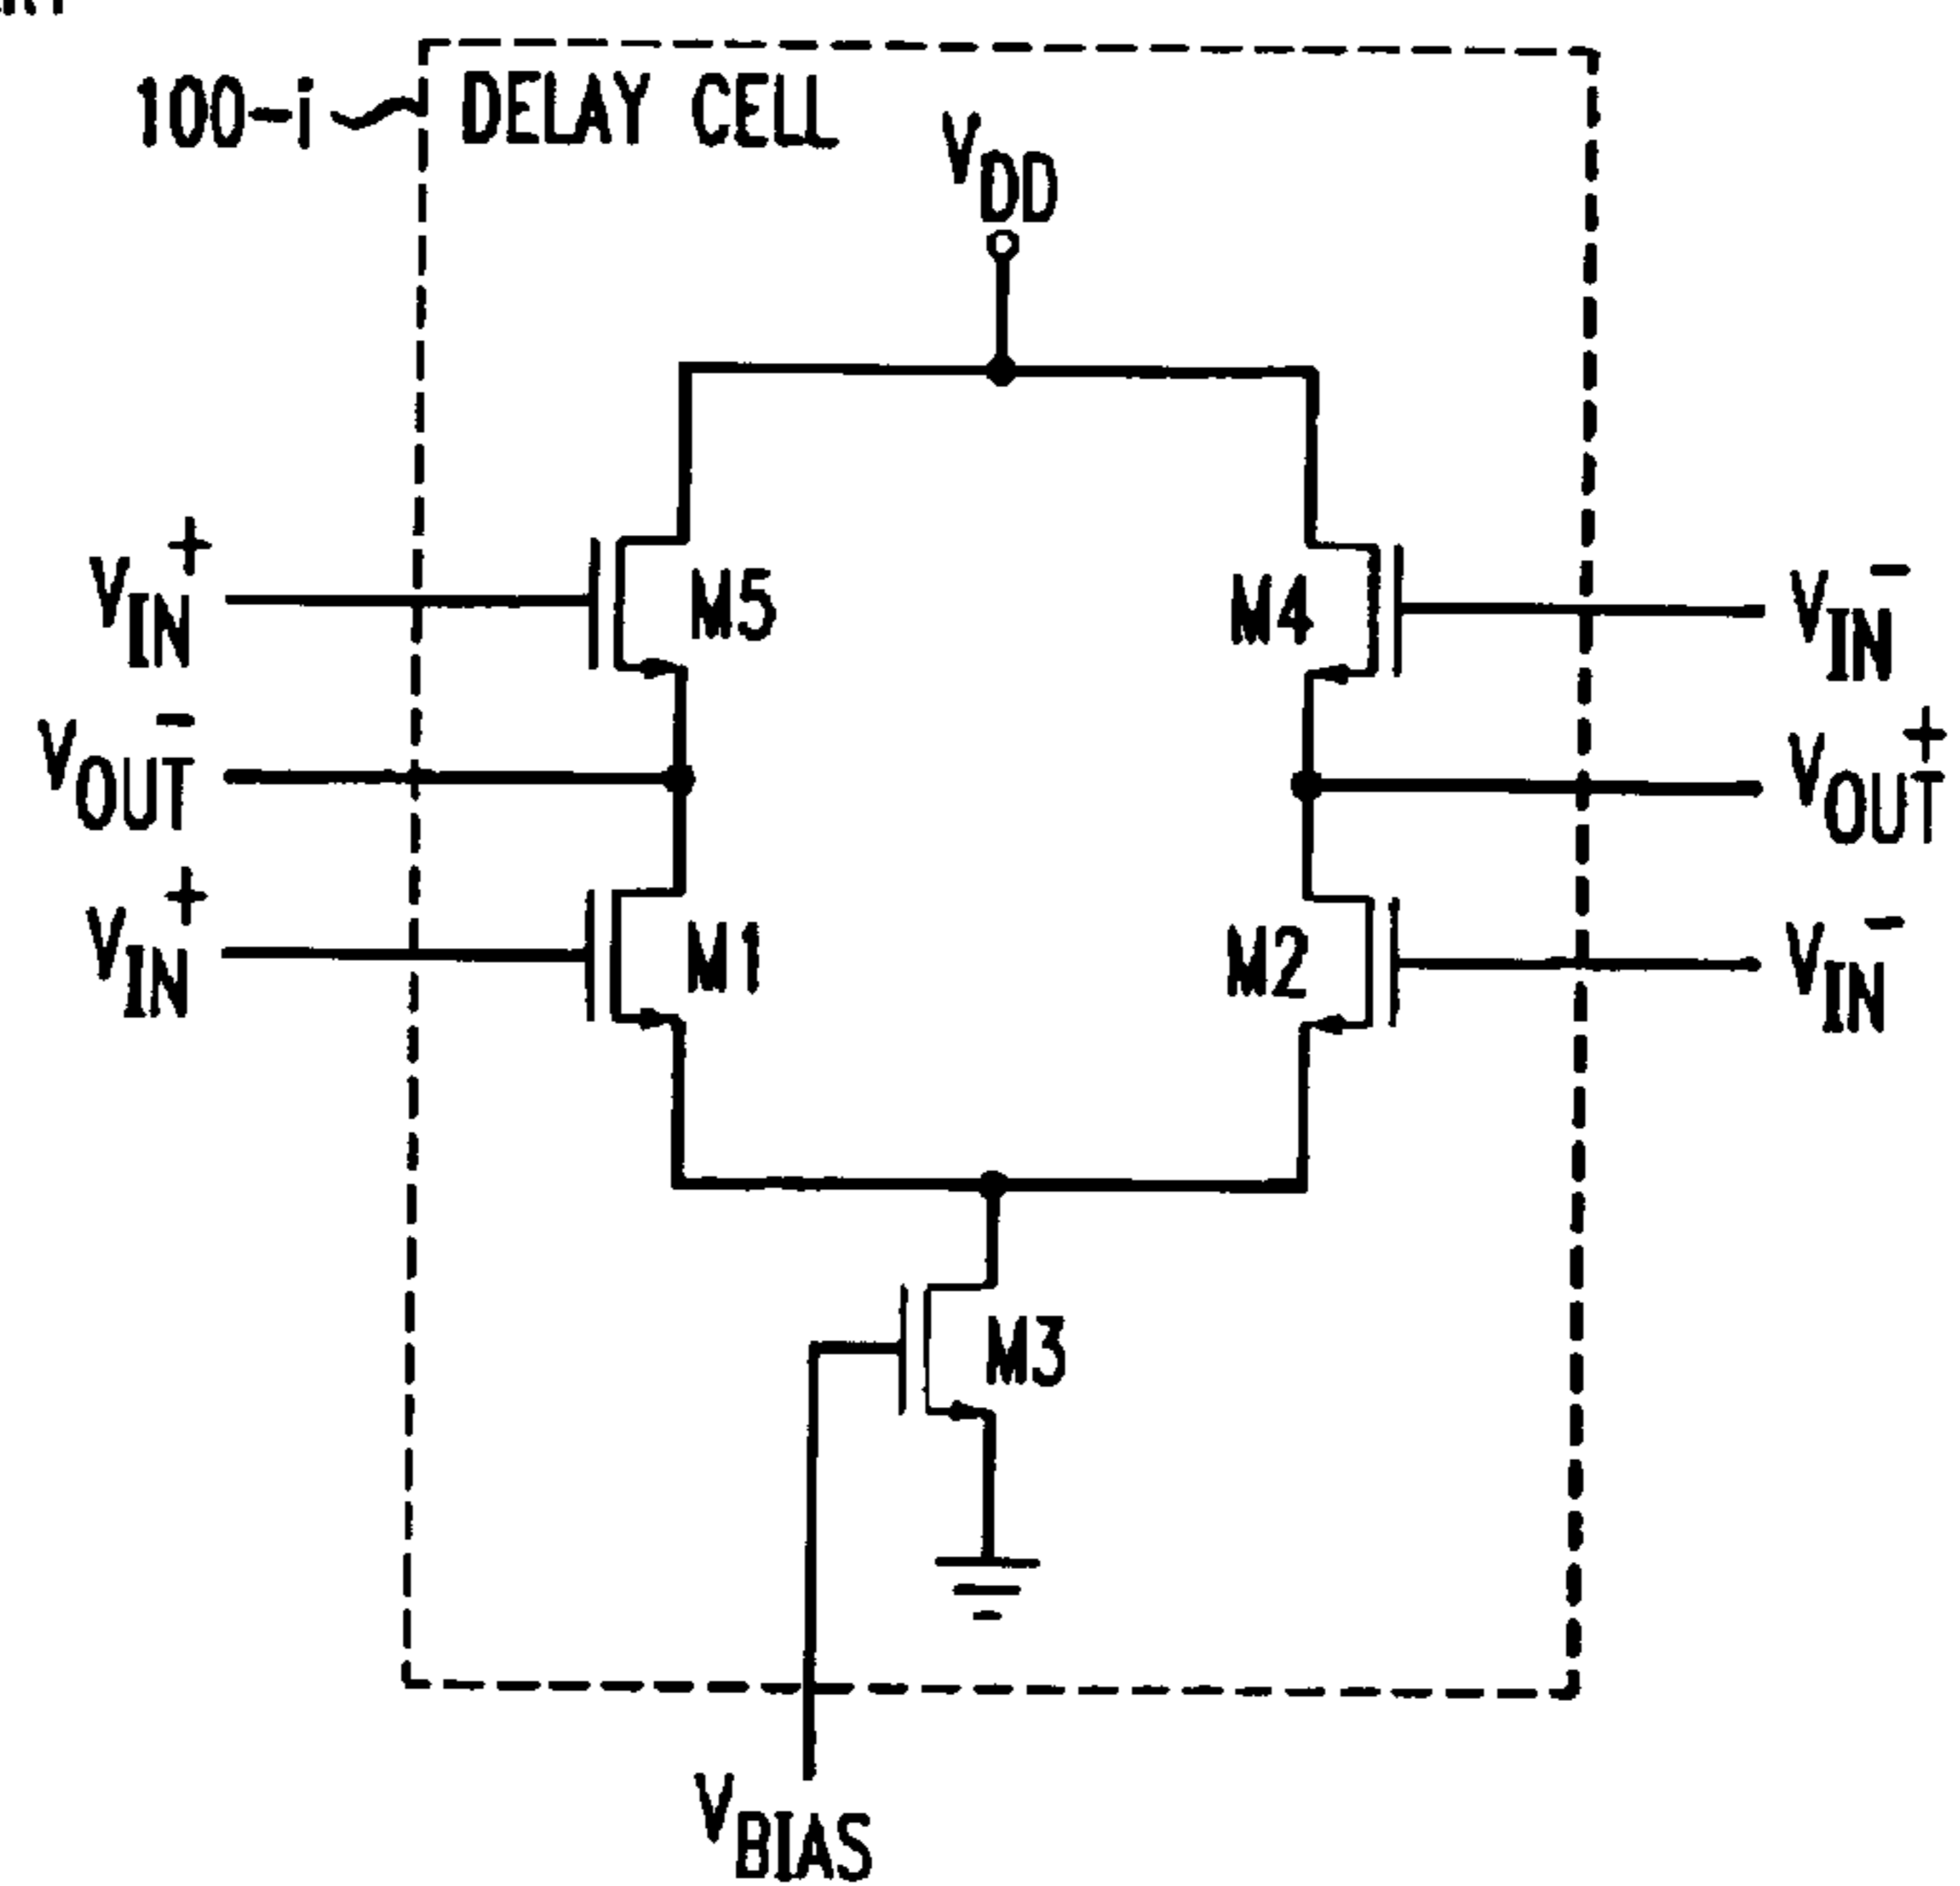 100-i DELAY CELL
VDD
VIN+
M5
M4
VIN-
VOUT-
VOUT+
VIN+
M1
M2
VIN-
M3
VBIAS